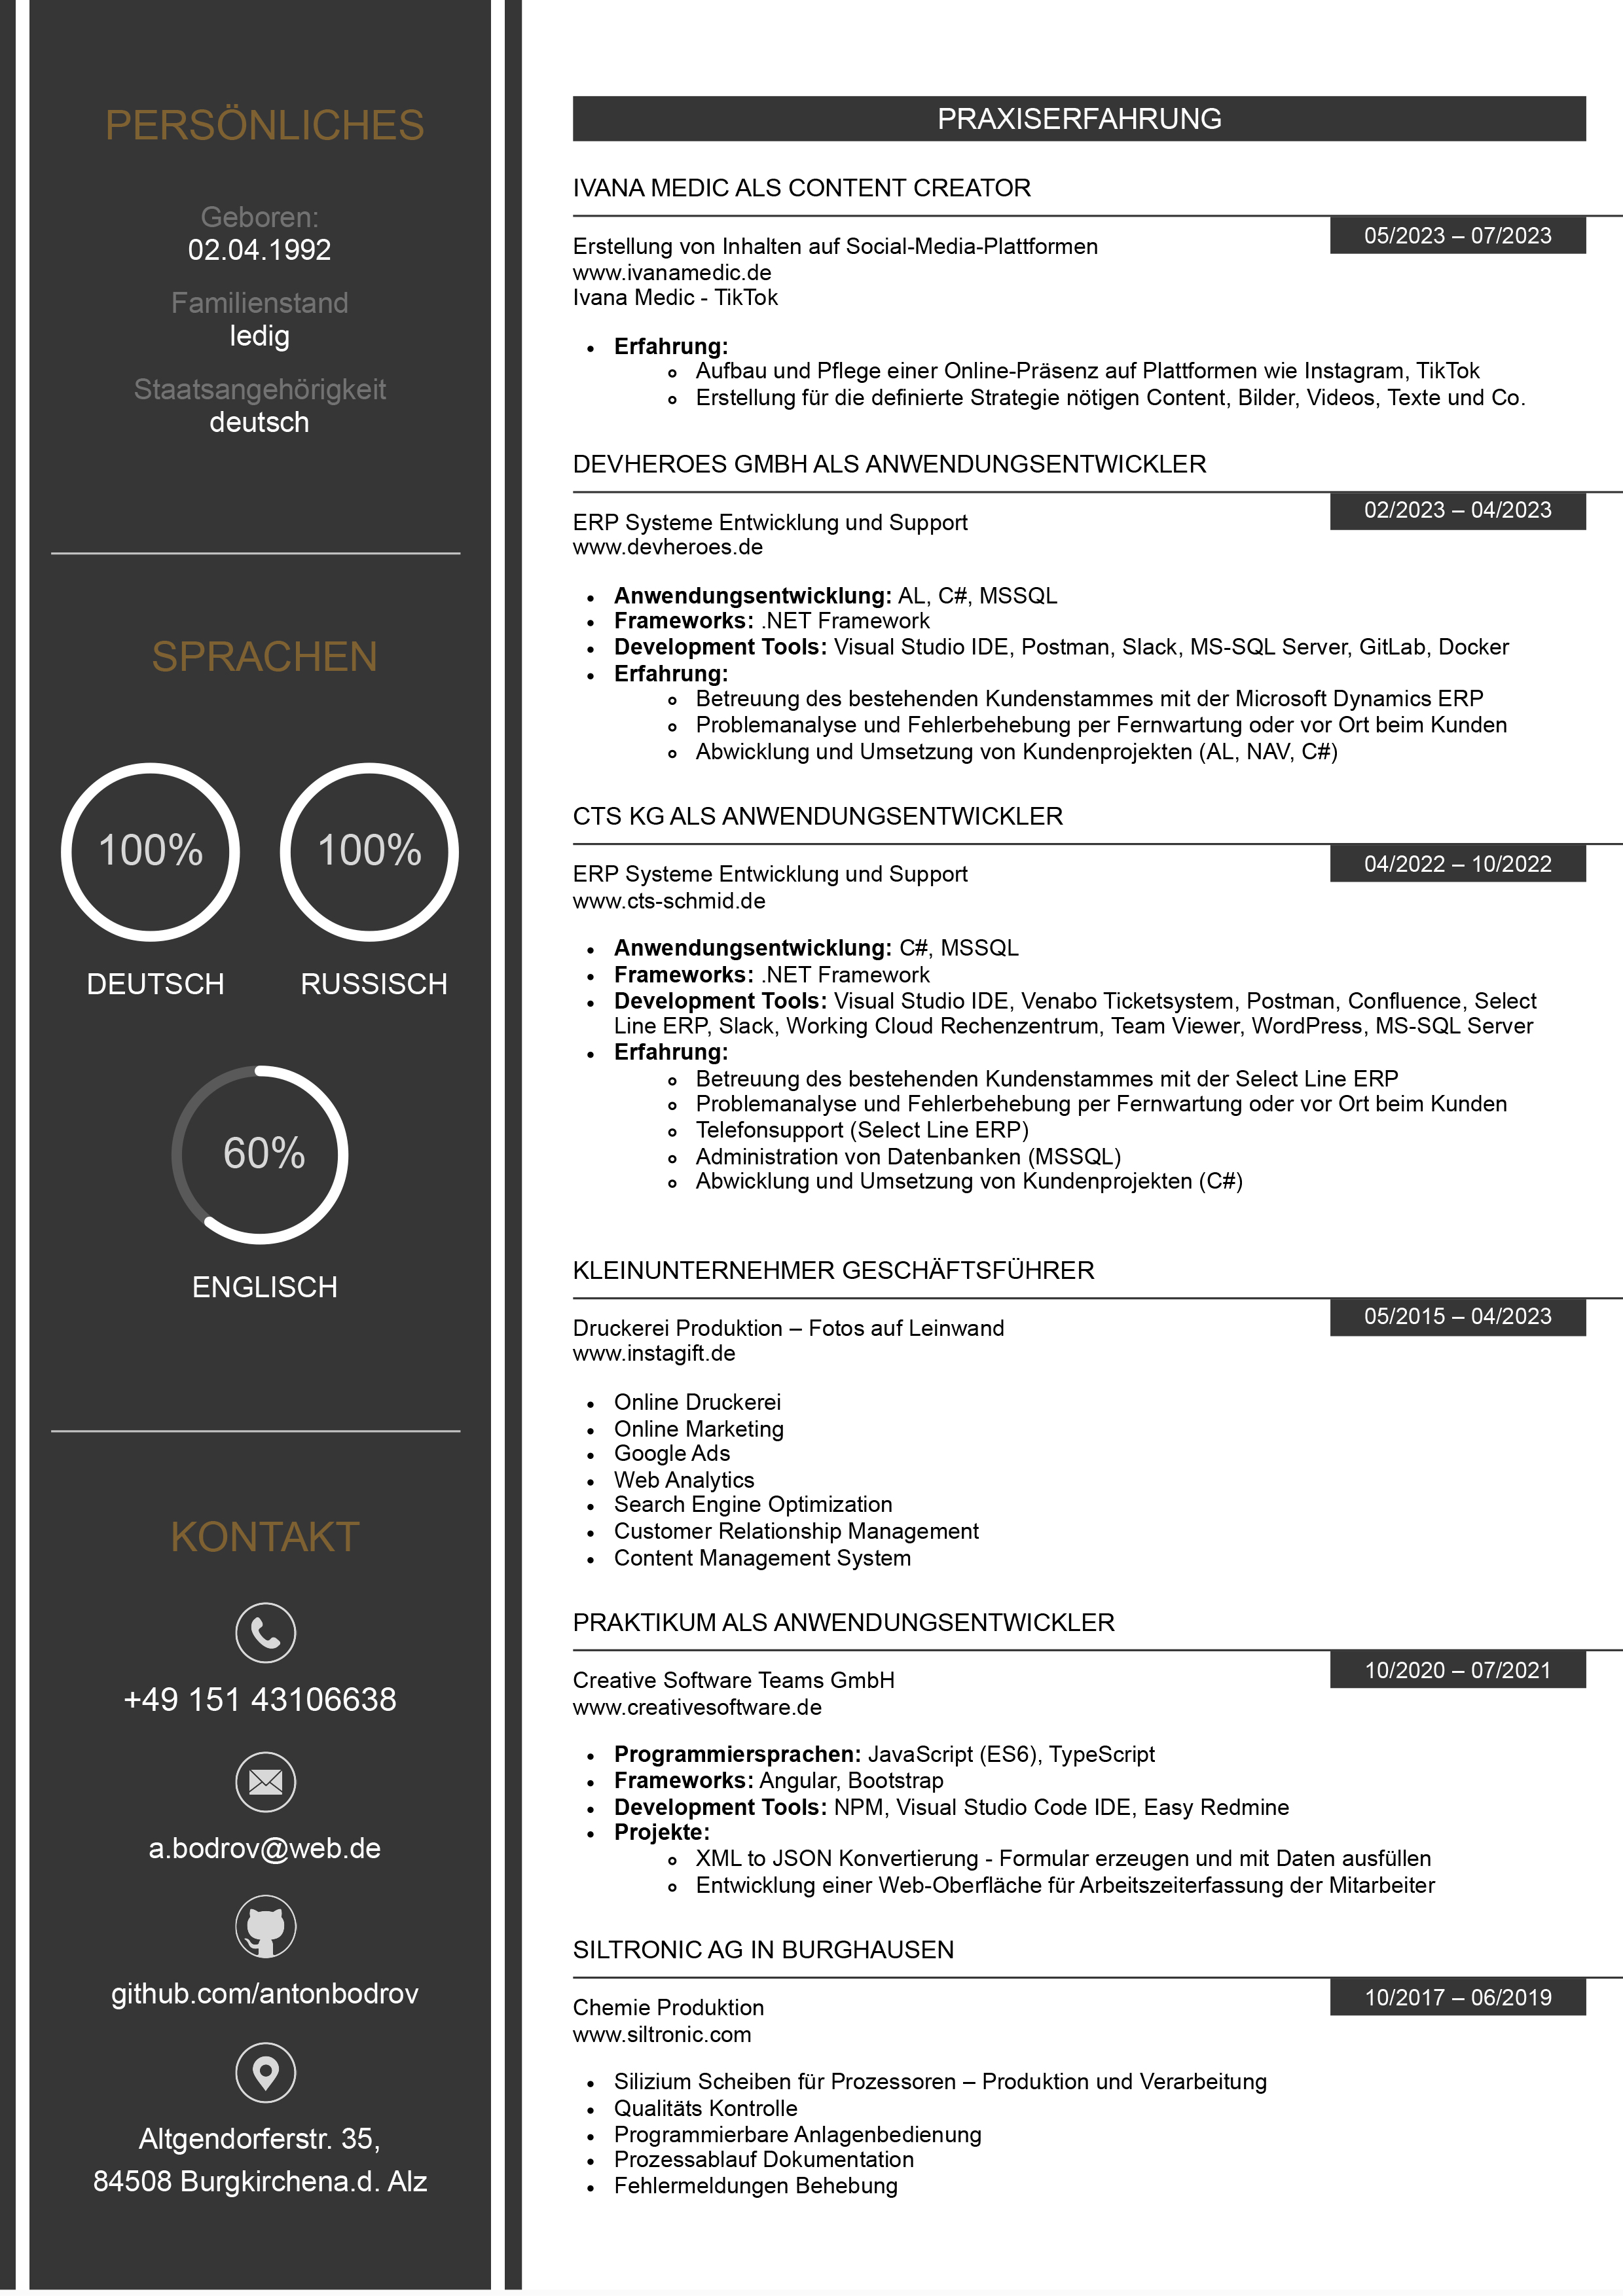 PERSÖNLICHES
Geboren:
02.04.1992
Familienstand
ledig
Staatsangehörigkeit
deutsch
SPRACHEN
100%
100%
DEUTSCH
RUSSISCH
60%
ENGLISCH
KONTAKT
+49 151 43106638
a.bodrov@web.de
github.com/antonbodrov
Altgendorferstr. 35,
84508 Burgkirchena.d. Alz
PRAXISERFAHRUNG
IVANA MEDIC ALS CONTENT CREATOR
05/2023 – 07/2023
Erstellung von Inhalten auf Social-Media-Plattformen
www.ivanamedic.de
Ivana Medic - TikTok
• Erfahrung:
o Aufbau und Pflege einer Online-Präsenz auf Plattformen wie Instagram, TikTok
o Erstellung für die definierte Strategie nötigen Content, Bilder, Videos, Texte und Co.
DEVHEROES GMBH ALS ANWENDUNGSENTWICKLER
02/2023 – 04/2023
ERP Systeme Entwicklung und Support
www.devheroes.de
• Anwendungsentwicklung: AL, C#, MSSQL
• Frameworks: .NET Framework
• Development Tools: Visual Studio IDE, Postman, Slack, MS-SQL Server, GitLab, Docker
• Erfahrung:
o Betreuung des bestehenden Kundenstammes mit der Microsoft Dynamics ERP
o Problemanalyse und Fehlerbehebung per Fernwartung oder vor Ort beim Kunden
o Abwicklung und Umsetzung von Kundenprojekten (AL, NAV, C#)
CTS KG ALS ANWENDUNGSENTWICKLER
04/2022 – 10/2022
ERP Systeme Entwicklung und Support
www.cts-schmid.de
• Anwendungsentwicklung: C#, MSSQL
• Frameworks: .NET Framework
• Development Tools: Visual Studio IDE, Venabo Ticketsystem, Postman, Confluence, Select
Line ERP, Slack, Working Cloud Rechenzentrum, Team Viewer, WordPress, MS-SQL Server
• Erfahrung:
o Betreuung des bestehenden Kundenstammes mit der Select Line ERP
o Problemanalyse und Fehlerbehebung per Fernwartung oder vor Ort beim Kunden
o Telefonsupport (Select Line ERP)
o Administration von Datenbanken (MSSQL)
o Abwicklung und Umsetzung von Kundenprojekten (C#)
KLEINUNTERNEHMER GESCHÄFTSFÜHRER
05/2015 – 04/2023
Druckerei Produktion – Fotos auf Leinwand
www.instagift.de
• Online Druckerei
• Online Marketing
• Google Ads
• Web Analytics
• Search Engine Optimization
• Customer Relationship Management
• Content Management System
PRAKTIKUM ALS ANWENDUNGSENTWICKLER
10/2020 – 07/2021
Creative Software Teams GmbH
www.creativesoftware.de
• Programmiersprachen: JavaScript (ES6), TypeScript
• Frameworks: Angular, Bootstrap
• Development Tools: NPM, Visual Studio Code IDE, Easy Redmine
• Projekte:
o XML to JSON Konvertierung - Formular erzeugen und mit Daten ausfüllen
o Entwicklung einer Web-Oberfläche für Arbeitszeiterfassung der Mitarbeiter
SILTRONIC AG IN BURGHAUSEN
10/2017 – 06/2019
Chemie Produktion
www.siltronic.com
• Silizium Scheiben für Prozessoren – Produktion und Verarbeitung
• Qualitäts Kontrolle
• Programmierbare Anlagenbedienung
• Prozessablauf Dokumentation
• Fehlermeldungen Behebung